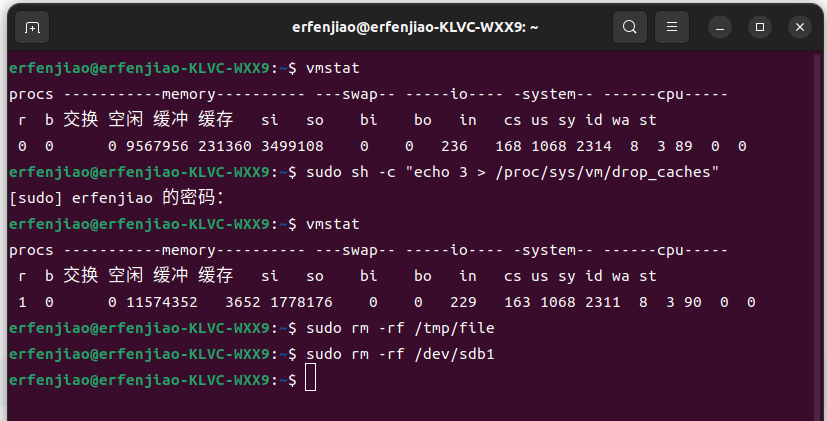 erfenjiao@erfenjiao-KLVC-WXX9: ~
erfenjiao@erfenjiao-KLVC-WXX9:~$ vmstat
procs -----------memory---------- ---swap-- -----io---- -system-- ------cpu-----
 r  b 交换 空闲 缓冲 缓存   si   so    bi    bo   in   cs us sy id wa st
 0  0      0 9567956 231360 3499108    0    0   236   168 1068 2314  8  3 89  0  0
erfenjiao@erfenjiao-KLVC-WXX9:~$ sudo sh -c "echo 3 > /proc/sys/vm/drop_caches"
[sudo] erfenjiao 的密码：
erfenjiao@erfenjiao-KLVC-WXX9:~$ vmstat
procs -----------memory---------- ---swap-- -----io---- -system-- ------cpu-----
 r  b 交换 空闲 缓冲 缓存   si   so    bi    bo   in   cs us sy id wa st
 1  0      0 11574352   3652 1778176    0    0   229   163 1068 2311  8  3 90  0  0
erfenjiao@erfenjiao-KLVC-WXX9:~$ sudo rm -rf /tmp/file
erfenjiao@erfenjiao-KLVC-WXX9:~$ sudo rm -rf /dev/sdb1
erfenjiao@erfenjiao-KLVC-WXX9:~$